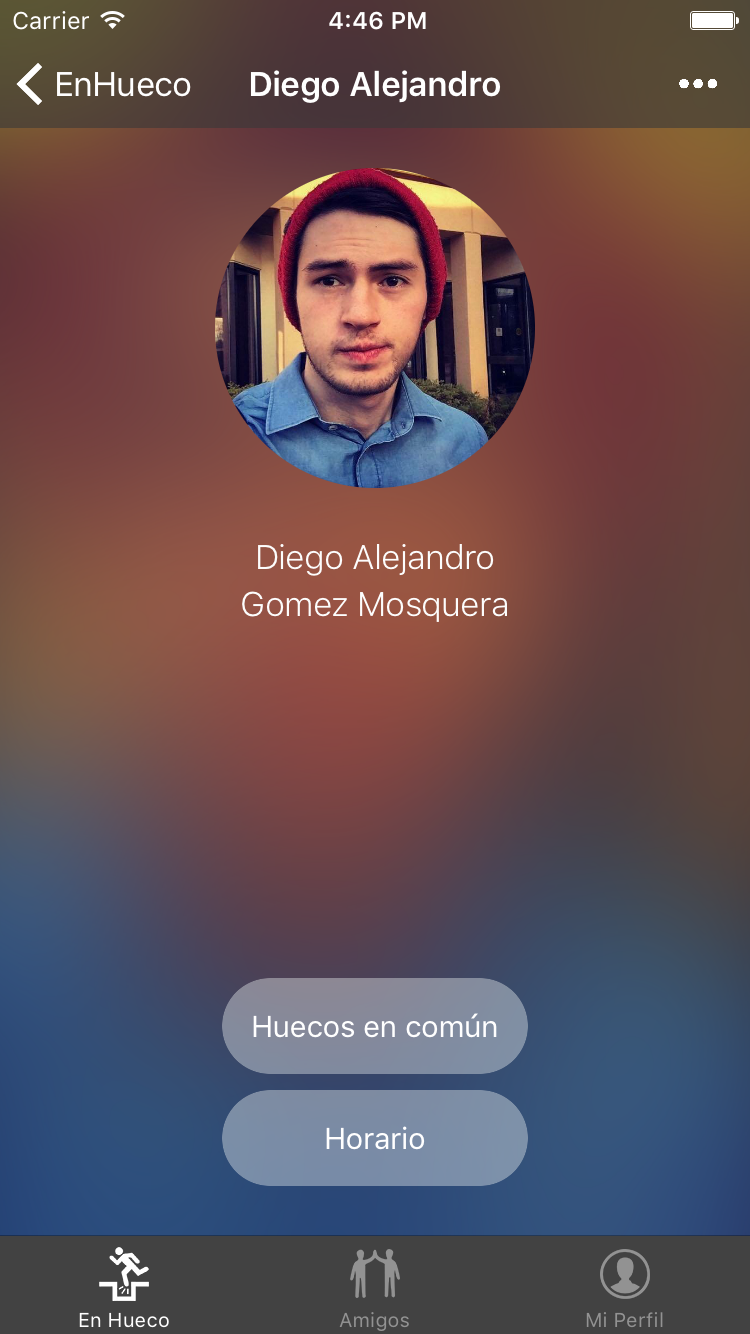 Carrier 4:46 PM
EnHueco Diego Alejandro
Diego Alejandro
Gomez Mosquera
Huecos en común
Horario
En Hueco Amigos Mi Perfil